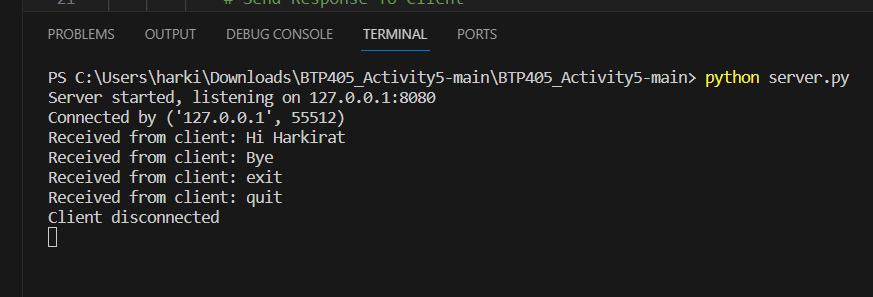 21 # Send Response To Client
PROBLEMS OUTPUT DEBUG CONSOLE TERMINAL PORTS
PS C:\Users\harki\Downloads\BTP405_Activity5-main\BTP405_Activity5-main> python server.py
Server started, listening on 127.0.0.1:8080
Connected by ('127.0.0.1', 55512)
Received from client: Hi Harkirat
Received from client: Bye
Received from client: exit
Received from client: quit
Client disconnected